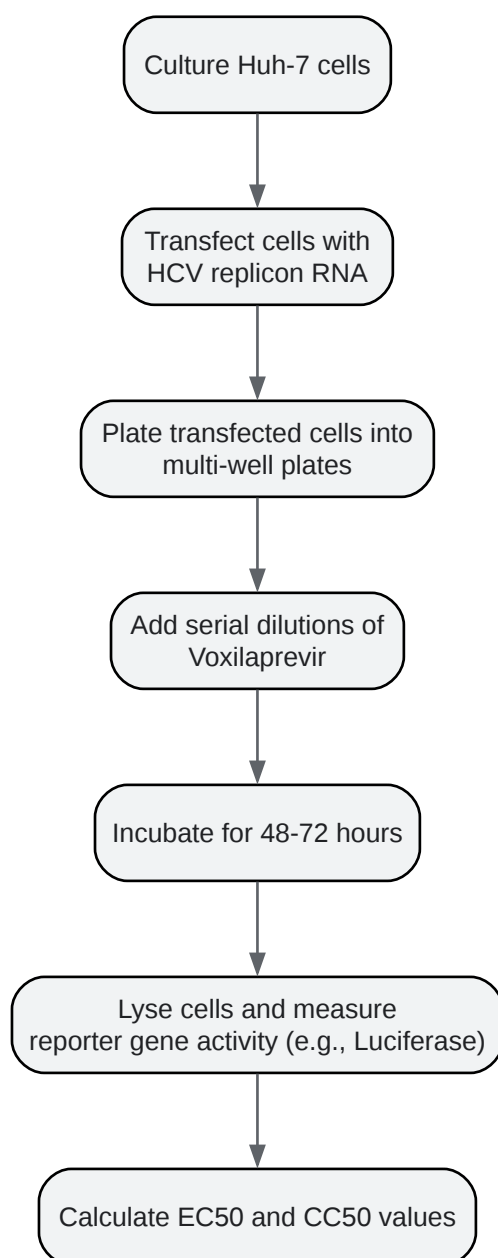 Culture Huh-7 cells
Transfect cells with
HCV replicon RNA
Plate transfected cells into
multi-well plates
Add serial dilutions of
Voxilaprevir
Incubate for 48-72 hours
Lyse cells and measure
reporter gene activity (e.g., Luciferase)
Calculate EC50 and CC50 values